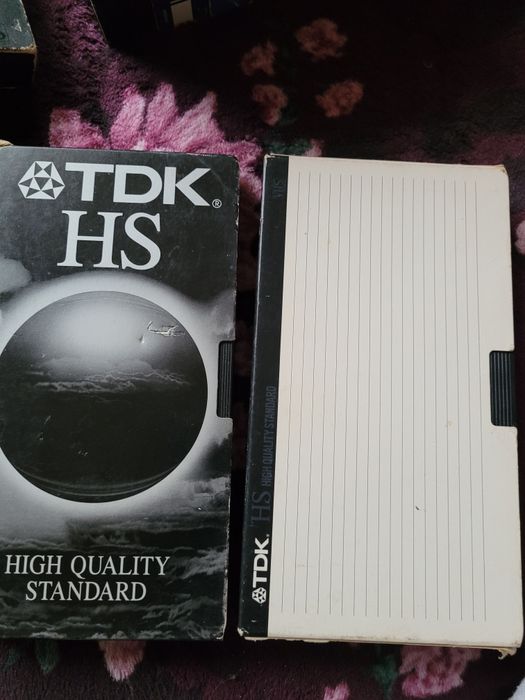 TDK®
HS
HIGH QUALITY
STANDARD
TDK. HS HIGH QUALITY STANDARD
VHS